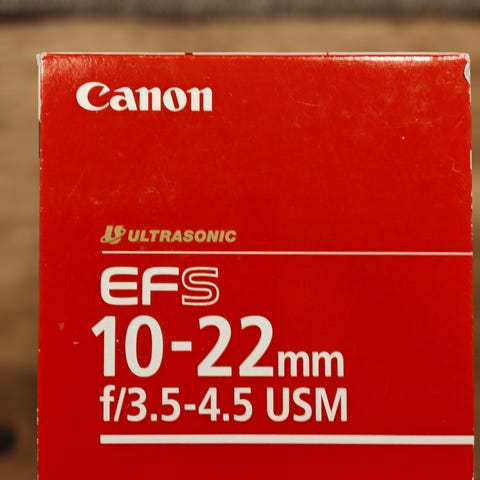 Canon
ULTRASONIC
EFS
10-22mm
f/3.5-4.5 USM